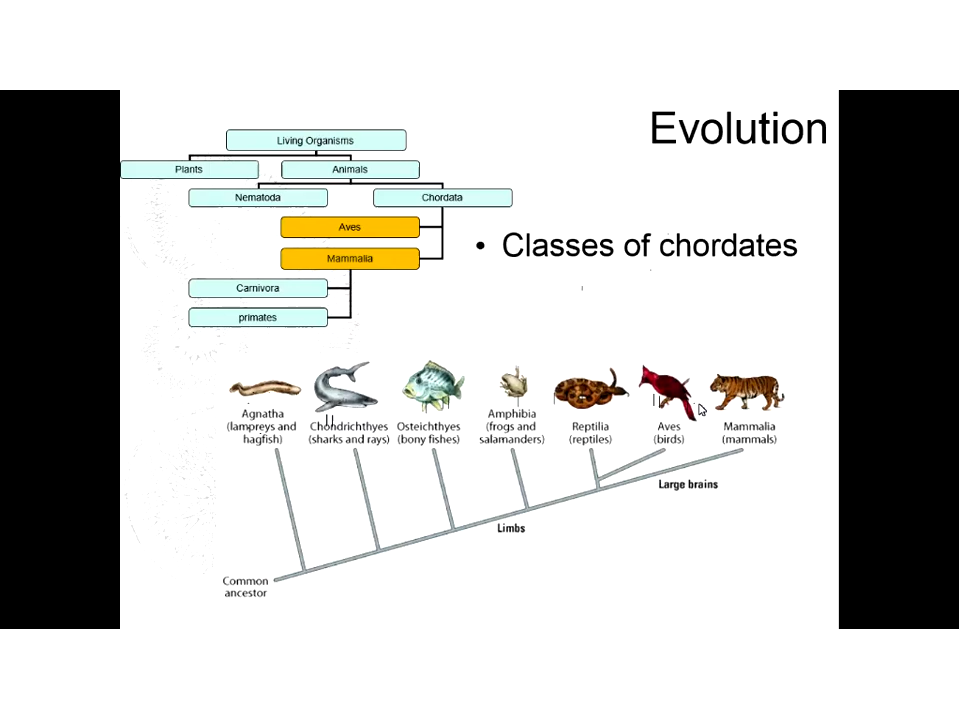 Evolution
Living Organisms
Plants
Animals
Nematoda
Chordata
Aves
Mammalia
Carnivora
primates
• Classes of chordates
Agnatha
(lampreys and
hagfish)
Chondrichthyes
(sharks and rays)
Osteichthyes
(bony fishes)
Amphibia
(frogs and
salamanders)
Reptilia
(reptiles)
Aves
(birds)
Mammalia
(mammals)
Large brains
Limbs
Common
ancestor